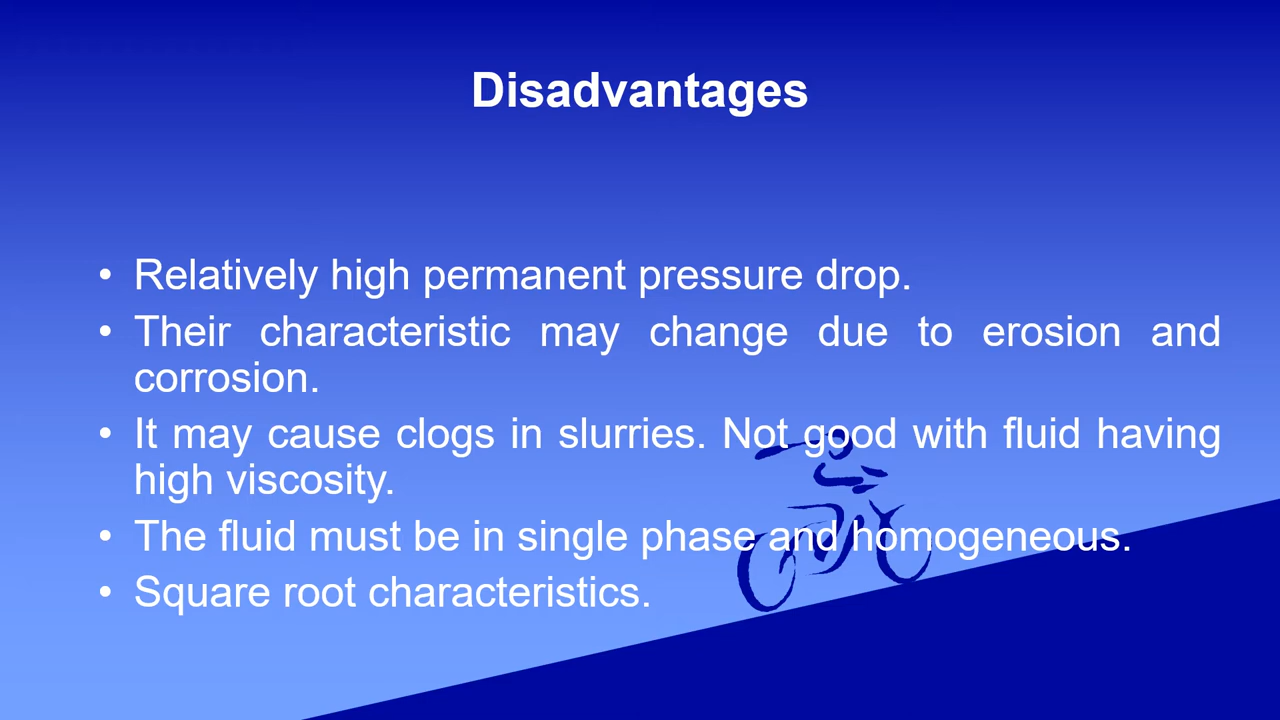 Disadvantages
• Relatively high permanent pressure drop.
• Their characteristic may change due to erosion and
corrosion.
• It may cause clogs in slurries. Not good with fluid having
high viscosity.
• The fluid must be in single phase and homogeneous.
• Square root characteristics.